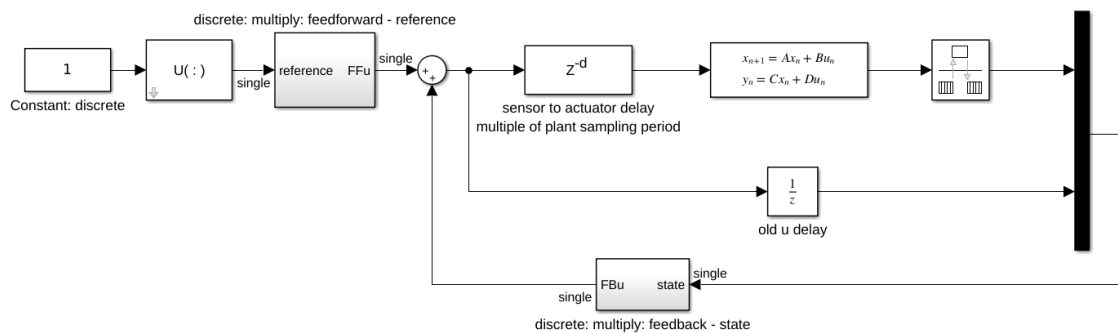 discrete: multiply: feedforward - reference
1
Constant: discrete
U( : )
single
reference FFu
single
+
+
Z^-d
sensor to actuator delay
multiple of plant sampling period
x_{n+1} = Ax_n + Bu_n
y_n = Cx_n + Du_n
1
z
old u delay
FBu state
single
single
discrete: multiply: feedback - state